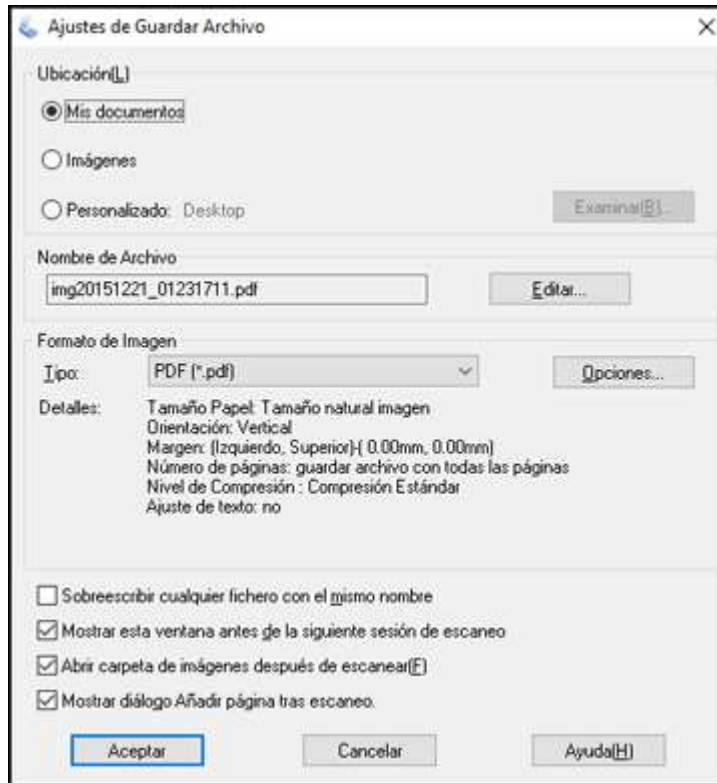 Ajustes de Guardar Archivo
Ubicación(L)
Mis documentos
Imágenes
Personalizado: Desktop
Examinar(B)...
Nombre de Archivo
img20151221_01231711.pdf
Editar...
Formato de Imagen
Tipo:
PDF (*.pdf)
Opciones...
Detalles:
Tamaño Papel: Tamaño natural imagen
Orientación: Vertical
Margen: (Izquierdo, Superior)-( 0.00mm, 0.00mm)
Número de páginas: guardar archivo con todas las páginas
Nivel de Compresión : Compresión Estándar
Ajuste de texto: no
Sobreescribir cualquier fichero con el mismo nombre
Mostrar esta ventana antes de la siguiente sesión de escaneo
Abrir carpeta de imágenes después de escanear(F)
Mostrar diálogo Añadir página tras escaneo.
Aceptar
Cancelar
Ayuda(H)